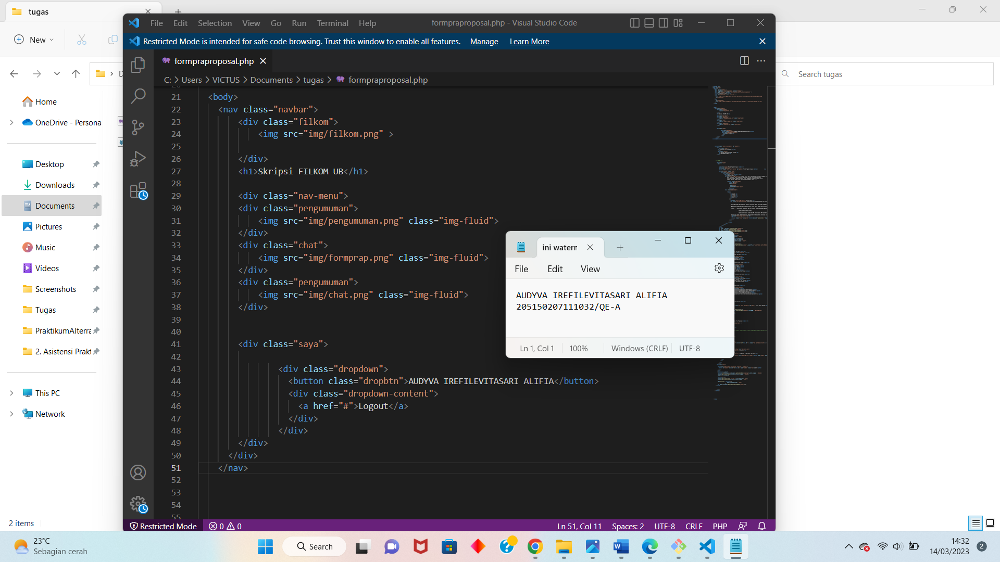 tugas
New
D
Search tugas
Home
OneDrive - Persona
Desktop
Downloads
Documents
Pictures
Music
Videos
Screenshots
Tugas
PraktikumAlterra
2. Asistensi Prakt
This PC
Network
2 items
File Edit Selection View Go Run Terminal Help
formpraproposal.php - Visual Studio Code
Restricted Mode is intended for safe code browsing. Trust this window to enable all features. Manage Learn More
formpraproposal.php
C: > Users > VICTUS > Documents > tugas > formpraproposal.php
21 <body>
22 <nav class="navbar">
23 <div class="filkom">
24 <img src="img/filkom.png" >
25
26 </div>
27 <h1>Skripsi FILKOM UB</h1>
28
29 <div class="nav-menu">
30 <div class="pengumuman">
31 <img src="img/pengumuman.png" class="img-fluid">
32 </div>
33 <div class="chat">
34 <img src="img/formprap.png" class="img-fluid">
35 </div>
36 <div class="pengumuman">
37 <img src="img/chat.png" class="img-fluid">
38 </div>
39
40
41 <div class="saya">
42
43 <div class="dropdown">
44 <button class="dropbtn">AUDYVA IREFILEVITASARI ALIFIA</button>
45 <div class="dropdown-content">
46 <a href="#">Logout</a>
47 </div>
48 </div>
49 </div>
50 </div>
51 </nav>
52
53
54
55
Restricted Mode 0 0 Ln 51, Col 11 Spaces: 2 UTF-8 CRLF PHP
ini watern
File Edit View
AUDYVA IREFILEVITASARI ALIFIA
205150207111032/QE-A
Ln 1, Col 1 100% Windows (CRLF) UTF-8
23°C
Sebagian cerah
Search
14:32
14/03/2023
2